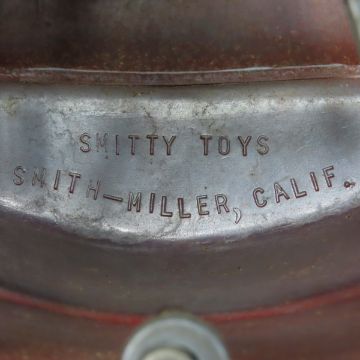 SMITTY TOYS
SMITH-MILLER, CALIF.